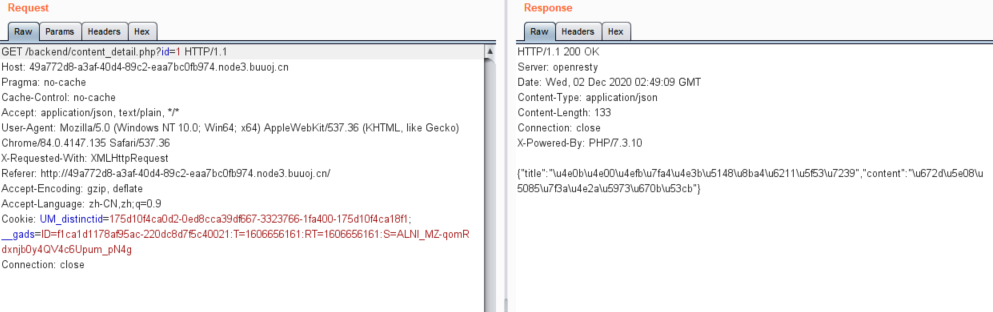 Request
Raw Params Headers Hex
GET /backend/content_detail.php?id=1 HTTP/1.1
Host: 49a772d8-a3af-40d4-89c2-eaa7bc0fb974.node3.buuoj.cn
Pragma: no-cache
Cache-Control: no-cache
Accept: application/json, text/plain, */*
User-Agent: Mozilla/5.0 (Windows NT 10.0; Win64; x64) AppleWebKit/537.36 (KHTML, like Gecko)
Chrome/84.0.4147.135 Safari/537.36
X-Requested-With: XMLHttpRequest
Referer: http://49a772d8-a3af-40d4-89c2-eaa7bc0fb974.node3.buuoj.cn/
Accept-Encoding: gzip, deflate
Accept-Language: zh-CN,zh;q=0.9
Cookie: UM_distinctid=175d10f4ca0d2-0ed8cca39df667-3323766-1fa400-175d10f4ca18f1;
__gads=ID=f1ca1d1178af95ac-220dc8d7f5c40021:T=1606656161:RT=1606656161:S=ALNI_MZ-qomR
dxnjb0y4QV4c6Upum_pN4g
Connection: close
Response
Raw Headers Hex
HTTP/1.1 200 OK
Server: openresty
Date: Wed, 02 Dec 2020 02:49:09 GMT
Content-Type: application/json
Content-Length: 133
Connection: close
X-Powered-By: PHP/7.3.10
{"title":"\u4e0b\u4e00\u4efb\u7fa4\u4e3b\u5148\u8ba4\u6211\u5f53\u7239","content":"\u672d\u5e08\u
5085\u7f3a\u4e2a\u5973\u670b\u53cb"}